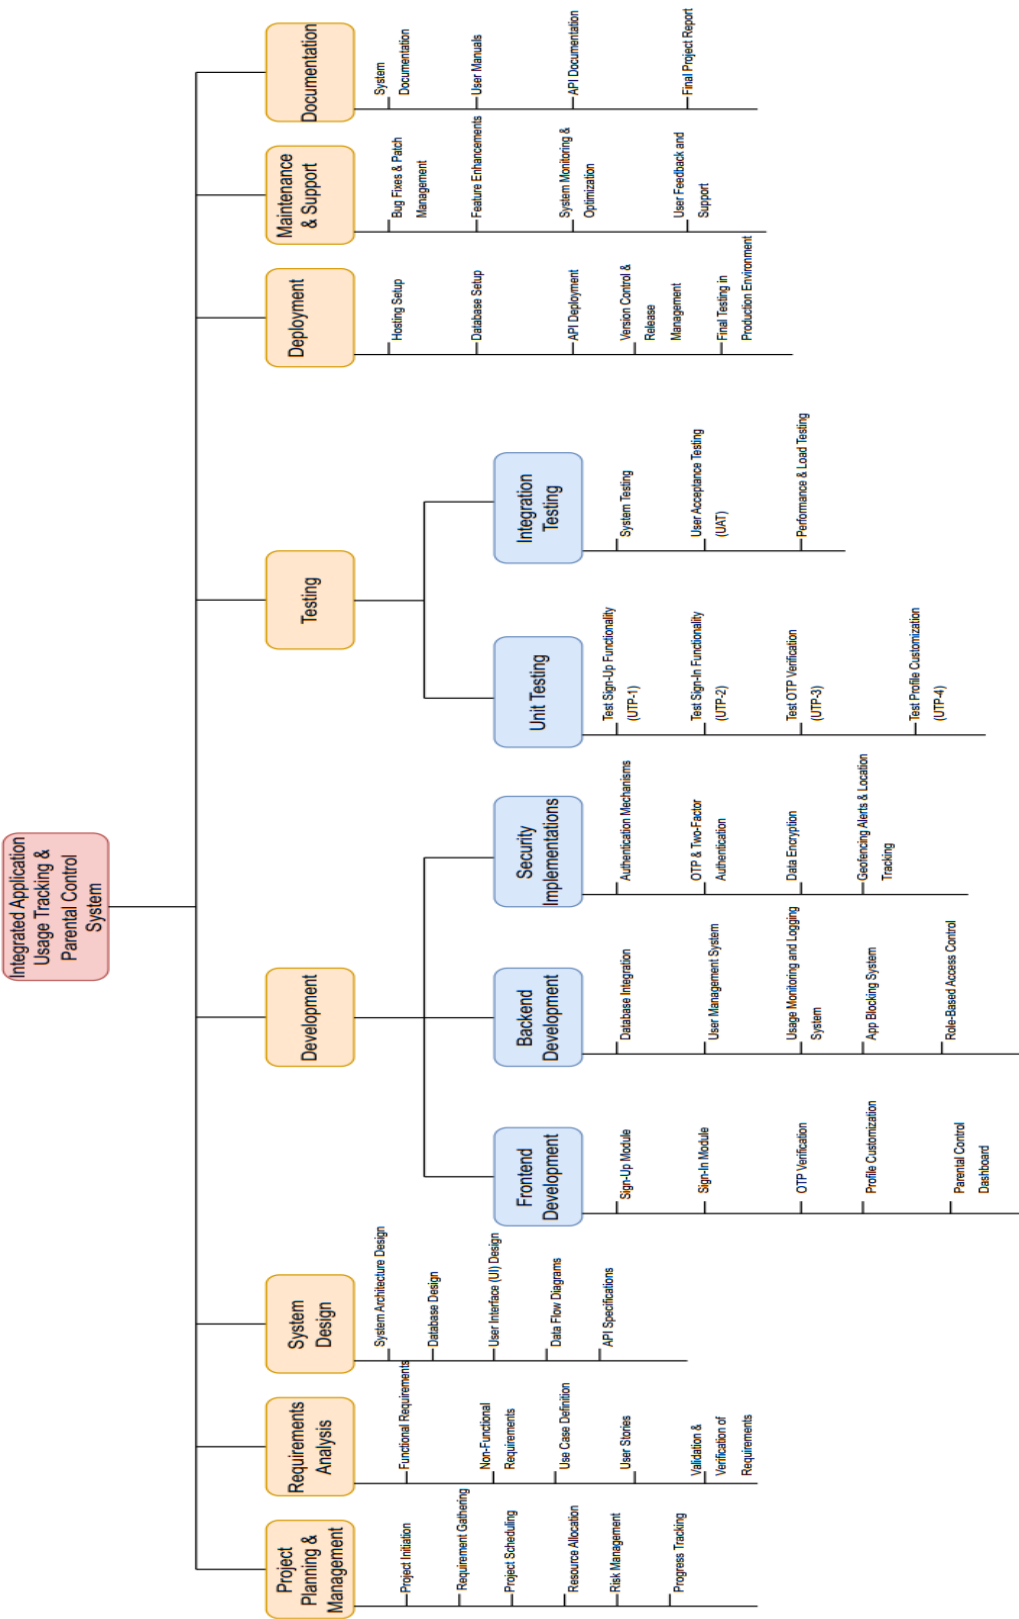 Integrated Application
Usage Tracking &
Parental Control
System
Project
Planning &
Management
Project Initiation
Requirement Gathering
Project Scheduling
Resource Allocation
Risk Management
Progress Tracking
Requirements
Analysis
Functional Requirements
Non-Functional
Requirements
Use Case Definition
User Stories
Validation &
Verification of
Requirements
System
Design
System Architecture Design
Database Design
User Interface (UI) Design
Data Flow Diagrams
API Specifications
Development
Frontend
Development
Sign-Up Module
Sign-In Module
OTP Verification
Profile Customization
Parental Control
Dashboard
Backend
Development
Database Integration
User Management System
Usage Monitoring and Logging
System
App Blocking System
Role-Based Access Control
Security
Implementations
Authentication Mechanisms
OTP & Two-Factor
Authentication
Data Encryption
Geofencing Alerts & Location
Tracking
Testing
Unit Testing
Test Sign-Up Functionality
(UTP-1)
Test Sign-In Functionality
(UTP-2)
Test OTP Verification
(UTP-3)
Test Profile Customization
(UTP-4)
Integration
Testing
System Testing
User Acceptance Testing
(UAT)
Performance & Load Testing
Deployment
Hosting Setup
Database Setup
API Deployment
Version Control &
Release
Management
Final Testing in
Production Environment
Maintenance
& Support
Bug Fixes & Patch
Management
Feature Enhancements
System Monitoring &
Optimization
User Feedback and
Support
Documentation
System
Documentation
User Manuals
API Documentation
Final Project Report